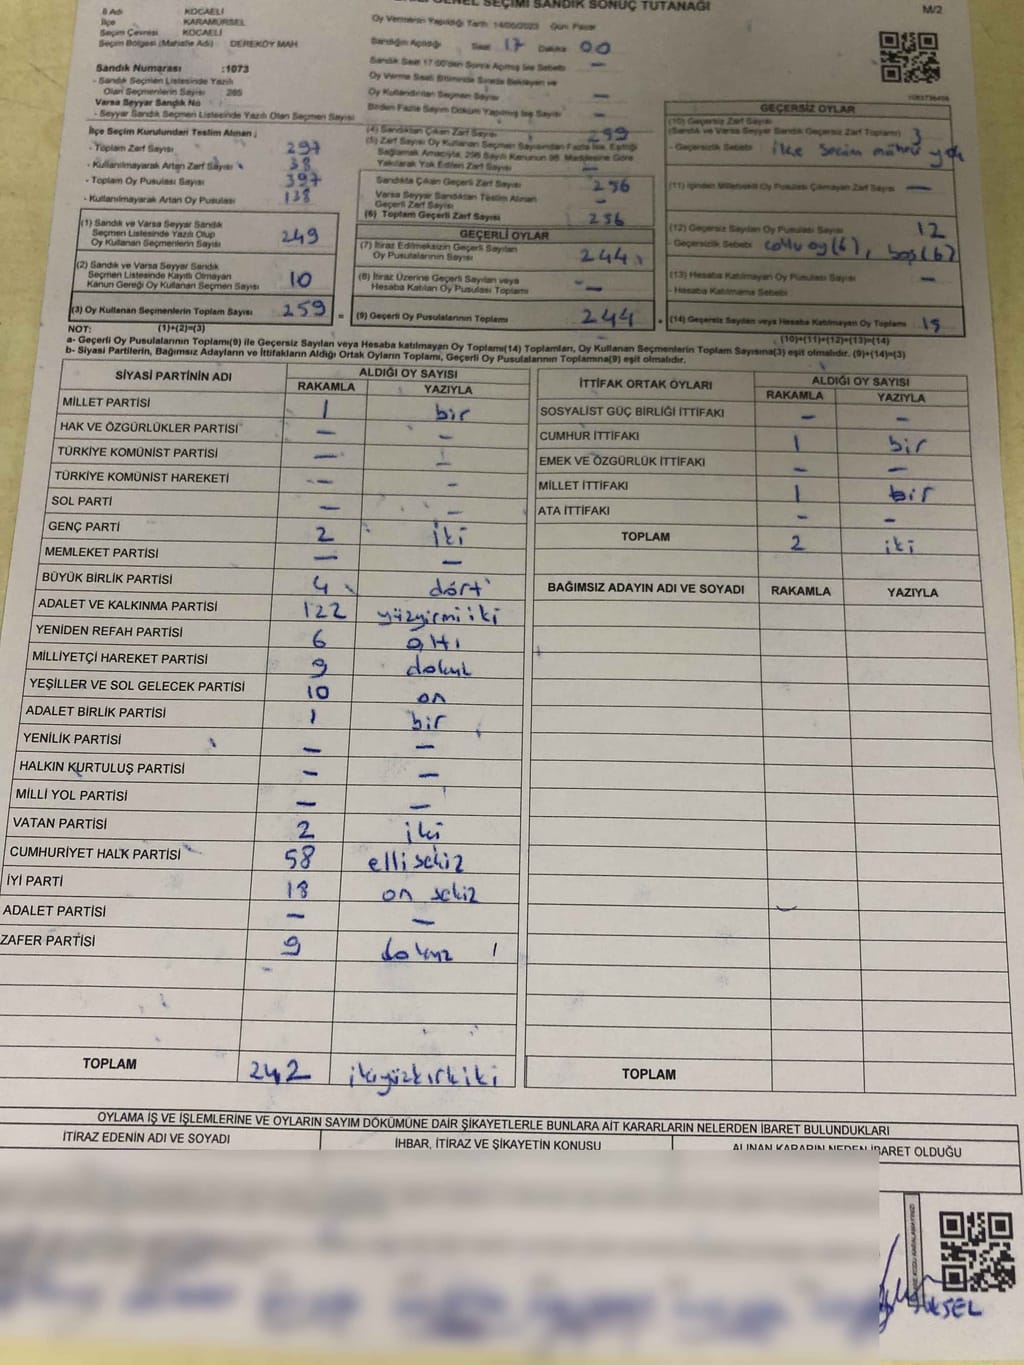 GENEL SEÇİMİ SANDIK SONUÇ TUTANAĞI
M/2
İl Adı KOCAELİ
İlçe KARAMÜRSEL
Seçim Çevresi KOCAELİ
Seçim Bölgesi (Mahalle Adı) DEREKÖY MAH.
Sandık Numarası :1073
- Sandık Seçmen Listesinde Yazılı
Olan Seçmenlerin Sayısı 285
Varsa Seyyar Sandık No
- Seyyar Sandık Seçmen Listesinde Yazılı Olan Seçmen Sayısı
İlçe Seçim Kurulundan Teslim Alınan ;
- Toplam Zarf Sayısı 297
- Kullanılmayarak Artan Zarf Sayısı 38
- Toplam Oy Pusulası Sayısı 397
- Kullanılmayarak Artan Oy Pusulası 138
(1) Sandık ve Varsa Seyyar Sandık
Seçmen Listesinde Yazılı Olup
Oy Kullanan Seçmenlerin Sayısı 249
(2) Sandık ve Varsa Seyyar Sandık
Seçmen Listesinde Kayıtlı Olmayan
Kanun Gereği Oy Kullanan Seçmen Sayısı 10
(3) Oy Kullanan Seçmenlerin Toplam Sayısı 259
Oy Vermenin Yapıldığı Tarih 14/05/2023 Gün: Pazar
Sandığın Açıldığı Saat 17 Dakika 00
Sandık Saat 17.00'den Sonra Açılmış İse Sebebi —
Oy Verme Saati Bitiminde Sırada Bekleyen ve
Oy Kullandırılan Seçmen Sayısı —
Birden Fazla Sayım Döküm Yapılmış İse Sayısı —
(4) Sandıktan Çıkan Zarf Sayısı
(5) Zarf Sayısı Oy Kullanan Seçmen Sayısından Fazla İse, Eşitliği
Sağlamak Amacıyla, 298 Sayılı Kanunun 98. Maddesine Göre
Yakılarak Yok Edilen Zarf Sayısı —
Sandıkta Çıkan Geçerli Zarf Sayısı 256
Varsa Seyyar Sandıktan Teslim Alınan
Geçerli Zarf Sayısı —
(6) Toplam Geçerli Zarf Sayısı 256
GEÇERLİ OYLAR
(7) İtiraz Edilmeksizin Geçerli Sayılan
Oy Pusulalarının Sayısı 244
(8) İtiraz Üzerine Geçerli Sayılan veya
Hesaba Katılan Oy Pusulası Toplamı —
= (9) Geçerli Oy Pusulalarının Toplamı 244
GEÇERSİZ OYLAR
(10) Geçersiz Zarf Sayısı
(Sandık ve Varsa Seyyar Sandık Geçersiz Zarf Toplamı) 3
- Geçersizlik Sebebi ilçe seçim mührü yok
(11) İçinden Milletvekili Oy Pusulası Çıkmayan Zarf Sayısı —
(12) Geçersiz Sayılan Oy Pusulası Sayısı 12
Geçersizlik Sebebi çoklu oy(6), boş(6)
(13) Hesaba Katılmayan Oy Pusulası Sayısı —
- Hesaba Katılmama Sebebi
+ (14) Geçersiz Sayılan veya Hesaba Katılmayan Oy Toplamı 15
NOT: (1)+(2)=(3) (10)+(11)+(12)+(13)=(14)
a- Geçerli Oy Pusulalarının Toplamı(9) ile Geçersiz Sayılan veya Hesaba katılmayan Oy Toplamı(14) Toplamları, Oy Kullanan Seçmenlerin Toplam Sayısına(3) eşit olmalıdır. (9)+(14)=(3)
b- Siyasi Partilerin, Bağımsız Adayların ve İttifakların Aldığı Ortak Oyların Toplamı, Geçerli Oy Pusulalarının Toplamına(9) eşit olmalıdır.
SİYASİ PARTİNİN ADI ALDIĞI OY SAYISI
RAKAMLA YAZIYLA
MİLLET PARTİSİ 1 bir
HAK VE ÖZGÜRLÜKLER PARTİSİ — —
TÜRKİYE KOMÜNİST PARTİSİ — —
TÜRKİYE KOMÜNİST HAREKETİ — —
SOL PARTİ — —
GENÇ PARTİ 2 iki
MEMLEKET PARTİSİ — —
BÜYÜK BİRLİK PARTİSİ 4 dört
ADALET VE KALKINMA PARTİSİ 122 yüzyirmi iki
YENİDEN REFAH PARTİSİ 6 altı
MİLLİYETÇİ HAREKET PARTİSİ 9 dokuz
YEŞİLLER VE SOL GELECEK PARTİSİ 10 on
ADALET BİRLİK PARTİSİ 1 bir
YENİLİK PARTİSİ — —
HALKIN KURTULUŞ PARTİSİ — —
MİLLİ YOL PARTİSİ — —
VATAN PARTİSİ 2 iki
CUMHURİYET HALK PARTİSİ 58 elli sekiz
İYİ PARTİ 18 on sekiz
ADALET PARTİSİ — —
ZAFER PARTİSİ 9 dokuz
TOPLAM 242 ikiyüzkırkiki
İTTİFAK ORTAK OYLARI ALDIĞI OY SAYISI
RAKAMLA YAZIYLA
SOSYALİST GÜÇ BİRLİĞİ İTTİFAKI — —
CUMHUR İTTİFAKI 1 bir
EMEK VE ÖZGÜRLÜK İTTİFAKI — —
MİLLET İTTİFAKI 1 bir
ATA İTTİFAKI — —
TOPLAM 2 iki
BAĞIMSIZ ADAYIN ADI VE SOYADI RAKAMLA YAZIYLA
TOPLAM
OYLAMA İŞ VE İŞLEMLERİNE VE OYLARIN SAYIM DÖKÜMÜNE DAİR ŞİKAYETLERLE BUNLARA AİT KARARLARIN NELERDEN İBARET BULUNDUKLARI
İTİRAZ EDENİN ADI VE SOYADI İHBAR, İTİRAZ VE ŞİKAYETİN KONUSU ALINAN KARARIN NEDEN İBARET OLDUĞU